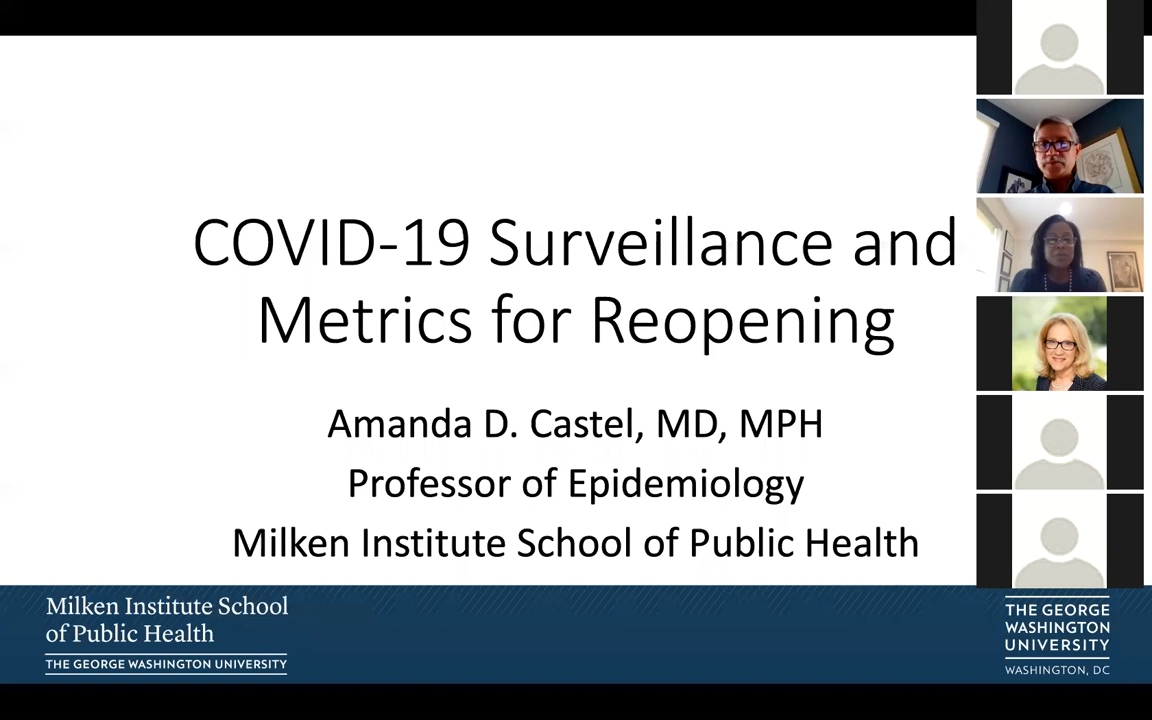 COVID-19 Surveillance and
Metrics for Reopening
Amanda D. Castel, MD, MPH
Professor of Epidemiology
Milken Institute School of Public Health
Milken Institute School
of Public Health
THE GEORGE WASHINGTON UNIVERSITY
THE GEORGE
WASHINGTON
UNIVERSITY
WASHINGTON, DC